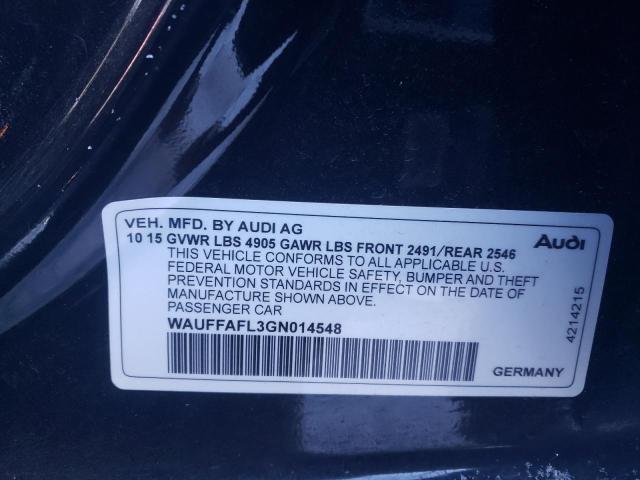 VEH. MFD. BY AUDI AG
10 15 GVWR LBS 4905 GAWR LBS FRONT 2491/REAR 2546
THIS VEHICLE CONFORMS TO ALL APPLICABLE U.S.
FEDERAL MOTOR VEHICLE SAFETY, BUMPER AND THEFT
PREVENTION STANDARDS IN EFFECT ON THE DATE OF
MANUFACTURE SHOWN ABOVE.
PASSENGER CAR
WAUFFAFL3GN014548
Audi
4214215
GERMANY